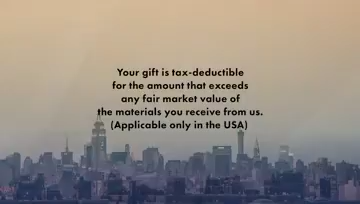 Your gift is tax-deductible
for the amount that exceeds
any fair market value of
the materials you receive from us.
(Applicable only in the USA)